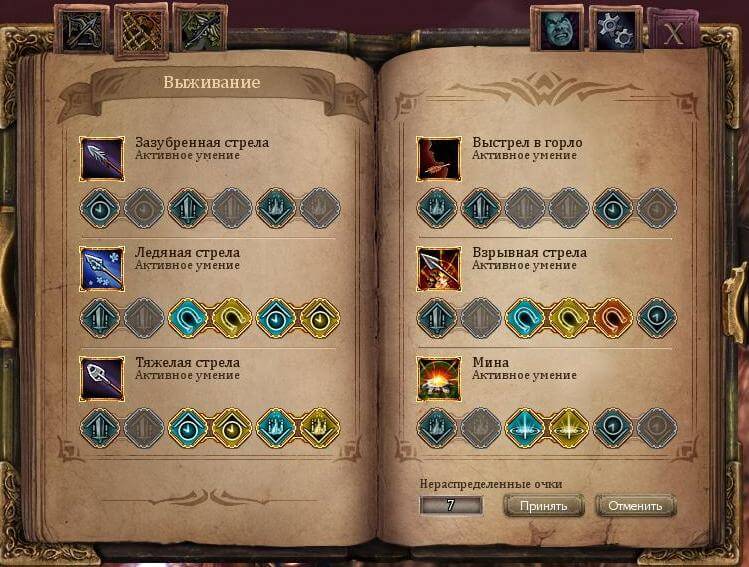 X
Выживание
Зазубренная стрела
Активное умение
Ледяная стрела
Активное умение
Тяжелая стрела
Активное умение
Выстрел в горло
Активное умение
Взрывная стрела
Активное умение
Мина
Активное умение
Нераспределенные очки
7
Принять
Отменить